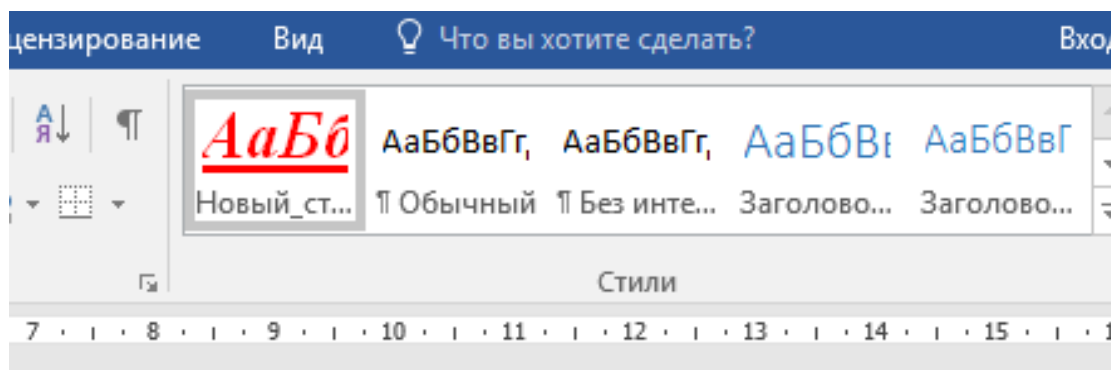 цензирование Вид Что вы хотите сделать? Вход
А Я ¶ АаБб АаБбВвГг, АаБбВвГг, АаБбВв АаБбВвГ
Новый_ст... ¶ Обычный ¶ Без инте... Заголово... Заголово...
Стили
7 8 9 10 11 12 13 14 15